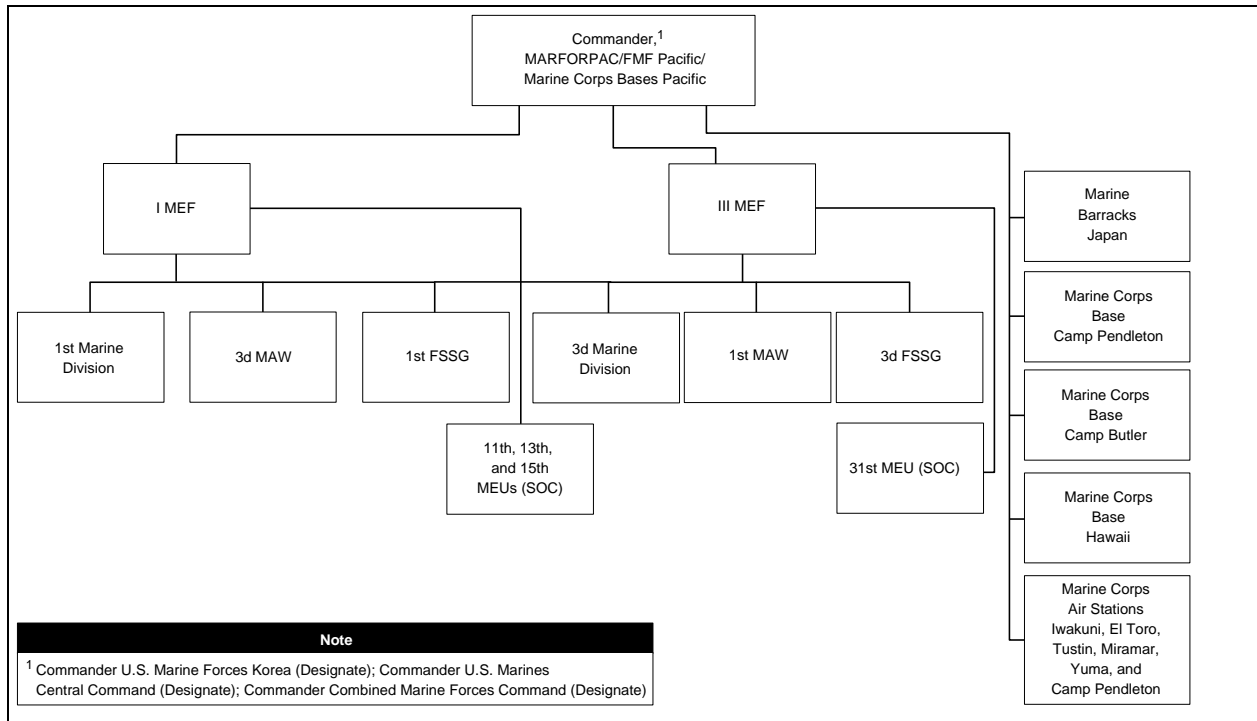 Commander,1
MARFORPAC/FMF Pacific/
Marine Corps Bases Pacific
I MEF
III MEF
1st Marine
Division
3d MAW
1st FSSG
3d Marine
Division
1st MAW
3d FSSG
11th, 13th,
and 15th
MEUs (SOC)
31st MEU (SOC)
Marine
Barracks
Japan
Marine Corps
Base
Camp Pendleton
Marine Corps
Base
Camp Butler
Marine Corps
Base
Hawaii
Marine Corps
Air Stations
Iwakuni, El Toro,
Tustin, Miramar,
Yuma, and
Camp Pendleton
Note
1 Commander U.S. Marine Forces Korea (Designate); Commander U.S. Marines
Central Command (Designate); Commander Combined Marine Forces Command (Designate)